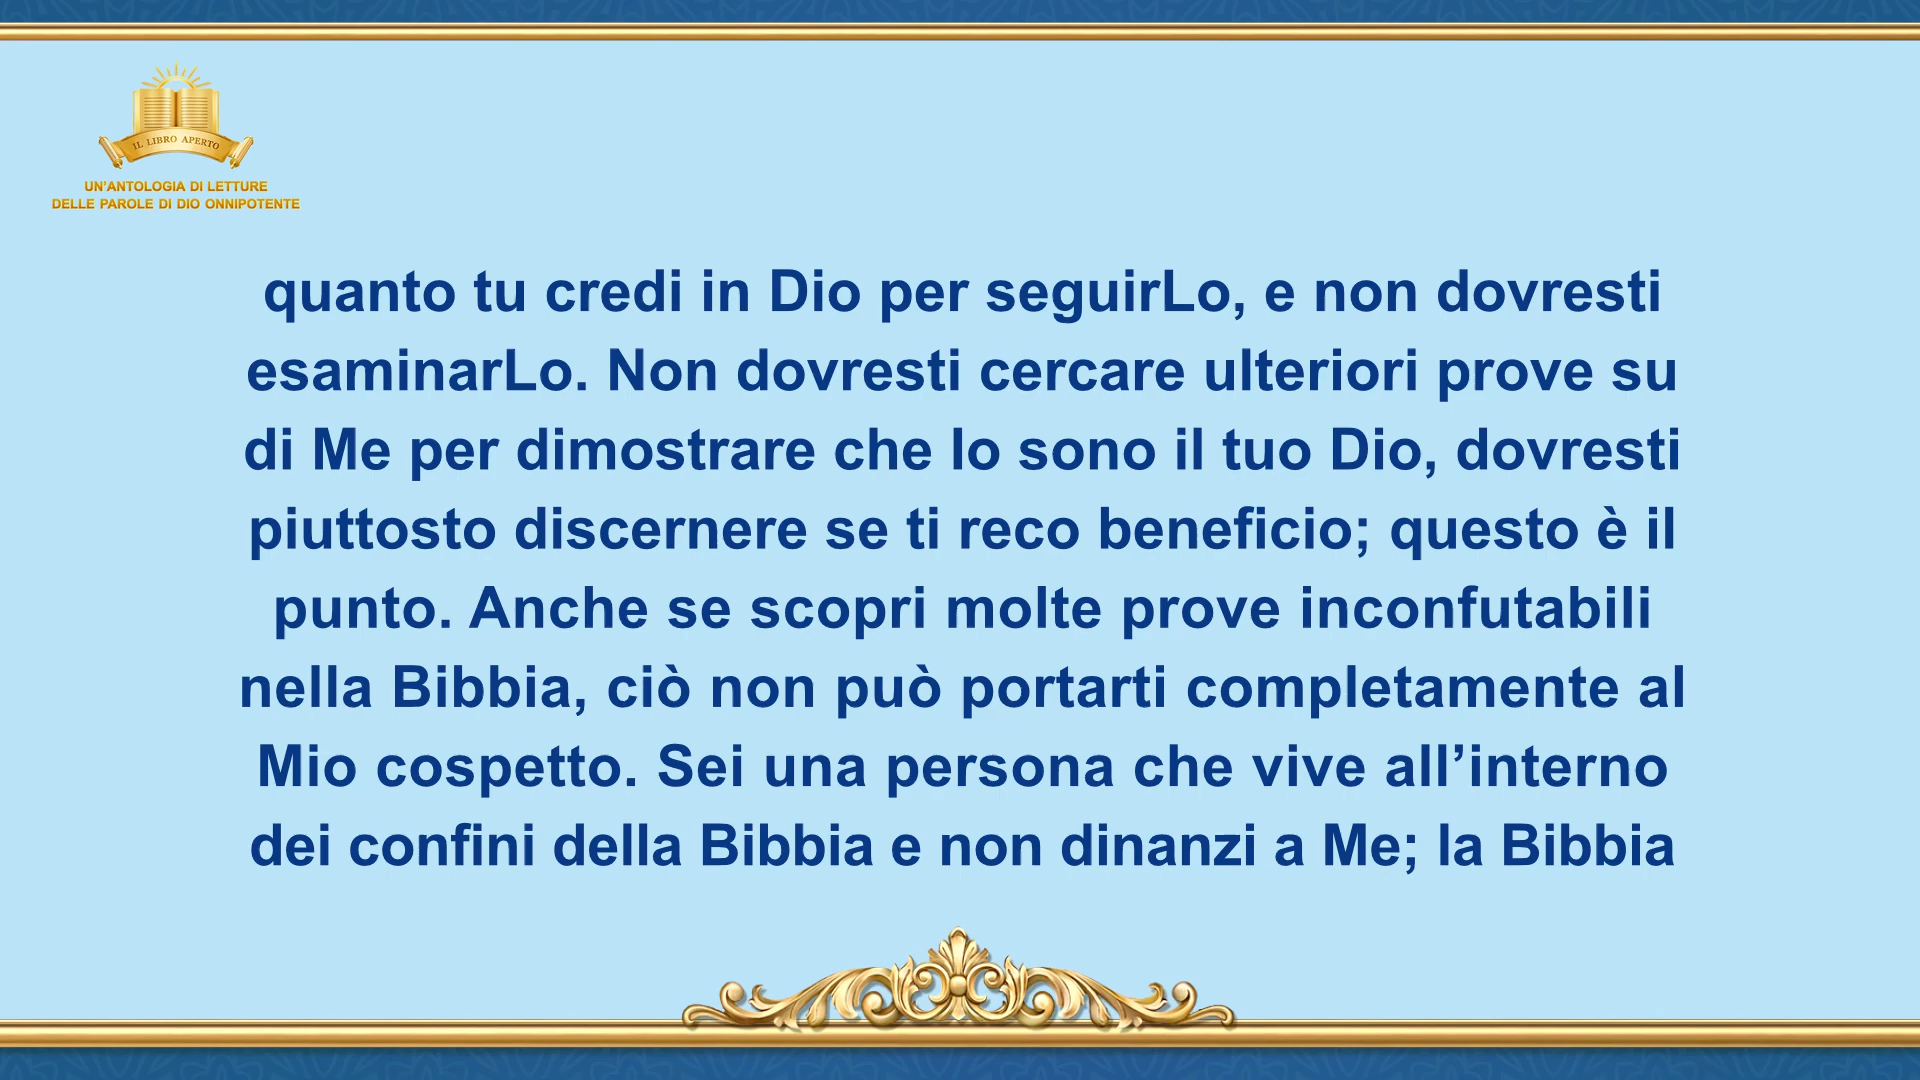 IL LIBRO APERTO
UN’ANTOLOGIA DI LETTURE
DELLE PAROLE DI DIO ONNIPOTENTE
quanto tu credi in Dio per seguirLo, e non dovresti
esaminarLo. Non dovresti cercare ulteriori prove su
di Me per dimostrare che Io sono il tuo Dio, dovresti
piuttosto discernere se ti reco beneficio; questo è il
punto. Anche se scopri molte prove inconfutabili
nella Bibbia, ciò non può portarti completamente al
Mio cospetto. Sei una persona che vive all’interno
dei confini della Bibbia e non dinanzi a Me; la Bibbia